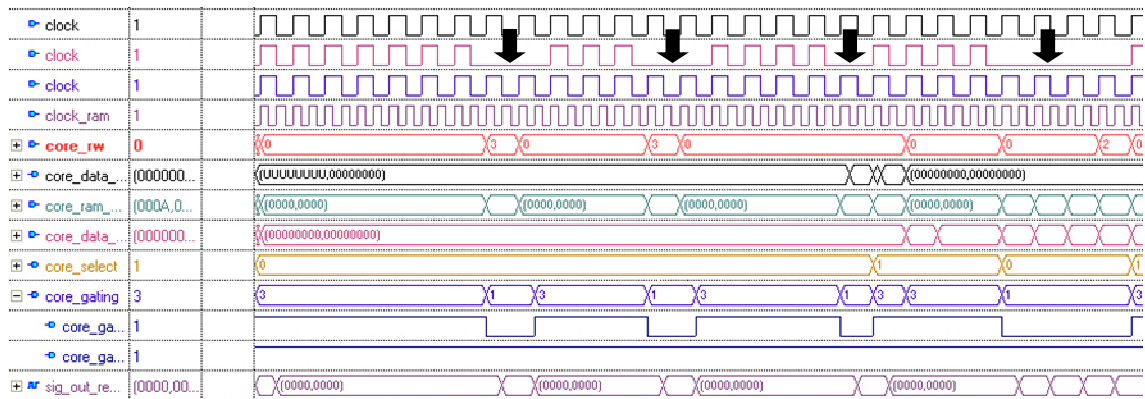 clock 1
clock 1
clock 1
clock_ram 1
core_rw 0 0 3 0 3 0 0 0 2 0
core_data_... (000000... (UUUUUUUU,00000000) (00000000,00000000)
core_ram_... (000A,0... (0000,0000) (0000,0000) (0000,0000) (0000,0000)
core_data_... (000000... (00000000,00000000)
core_select 1 0 1 0 1
core_gating 3 3 1 3 1 3 1 3 3 1 3
core_ga... 1
core_ga... 1
sig_out_re... (0000,00... (0000,0000) (0000,0000) (0000,0000) (0000,0000)